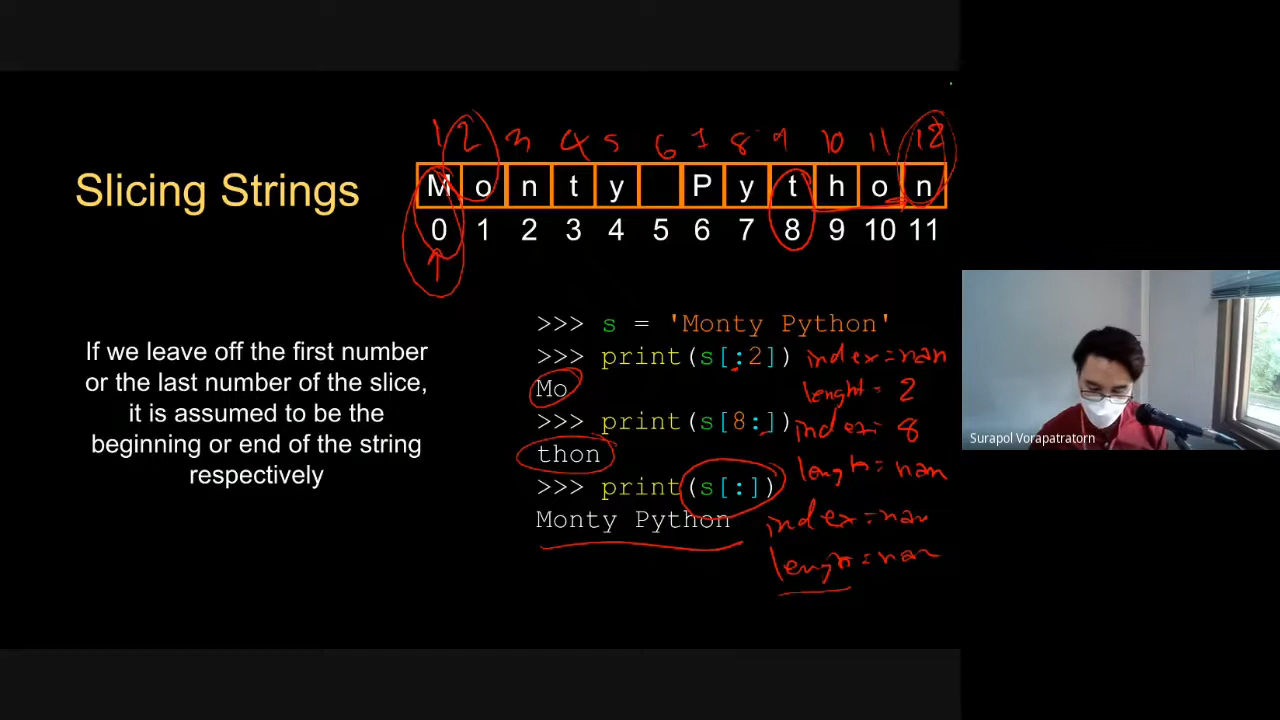 1 2 3 4 5 6 7 8 9 10 11 12
Slicing Strings
M o n t y P y t h o n
0 1 2 3 4 5 6 7 8 9 10 11
If we leave off the first number
or the last number of the slice,
it is assumed to be the
beginning or end of the string
respectively
>>> s = 'Monty Python'
>>> print(s[:2]) index=nan
Mo lenght = 2
>>> print(s[8:]) index= 8
thon length= nan
>>> print(s[:])
Monty Python index=nan
length=nan
Surapol Vorapatratorn